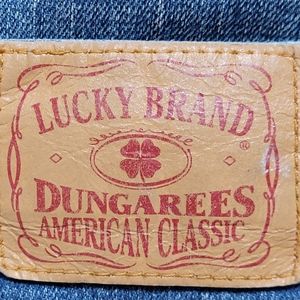 LUCKY BRAND
®
DUNGAREES
AMERICAN CLASSIC